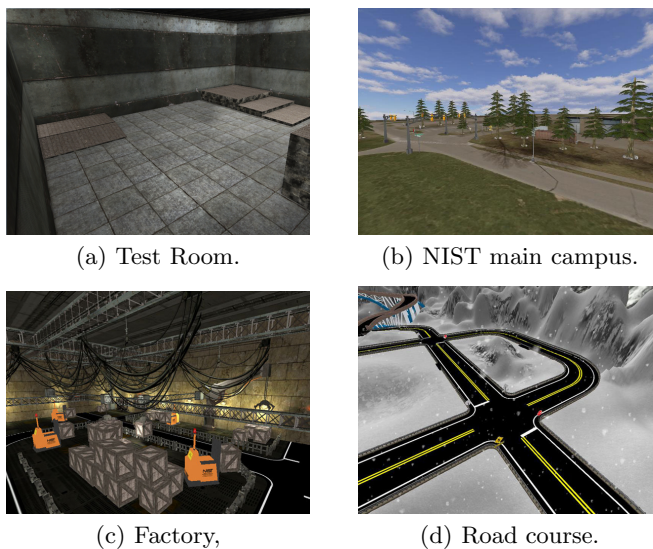 (a) Test Room.
(b) NIST main campus.
(c) Factory,
(d) Road course.